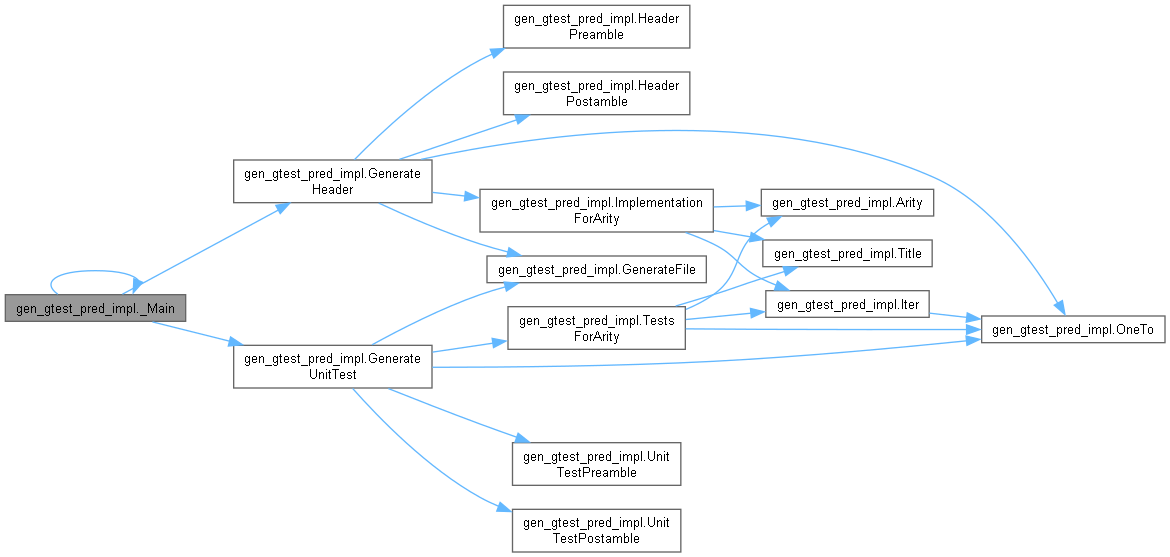 gen_gtest_pred_impl.Header
Preamble
gen_gtest_pred_impl.Header
Postamble
gen_gtest_pred_impl.Generate
Header
gen_gtest_pred_impl.Implementation
ForArity
gen_gtest_pred_impl.Arity
gen_gtest_pred_impl.Title
gen_gtest_pred_impl.GenerateFile
gen_gtest_pred_impl._Main
gen_gtest_pred_impl.Iter
gen_gtest_pred_impl.Tests
ForArity
gen_gtest_pred_impl.OneTo
gen_gtest_pred_impl.Generate
UnitTest
gen_gtest_pred_impl.Unit
TestPreamble
gen_gtest_pred_impl.Unit
TestPostamble